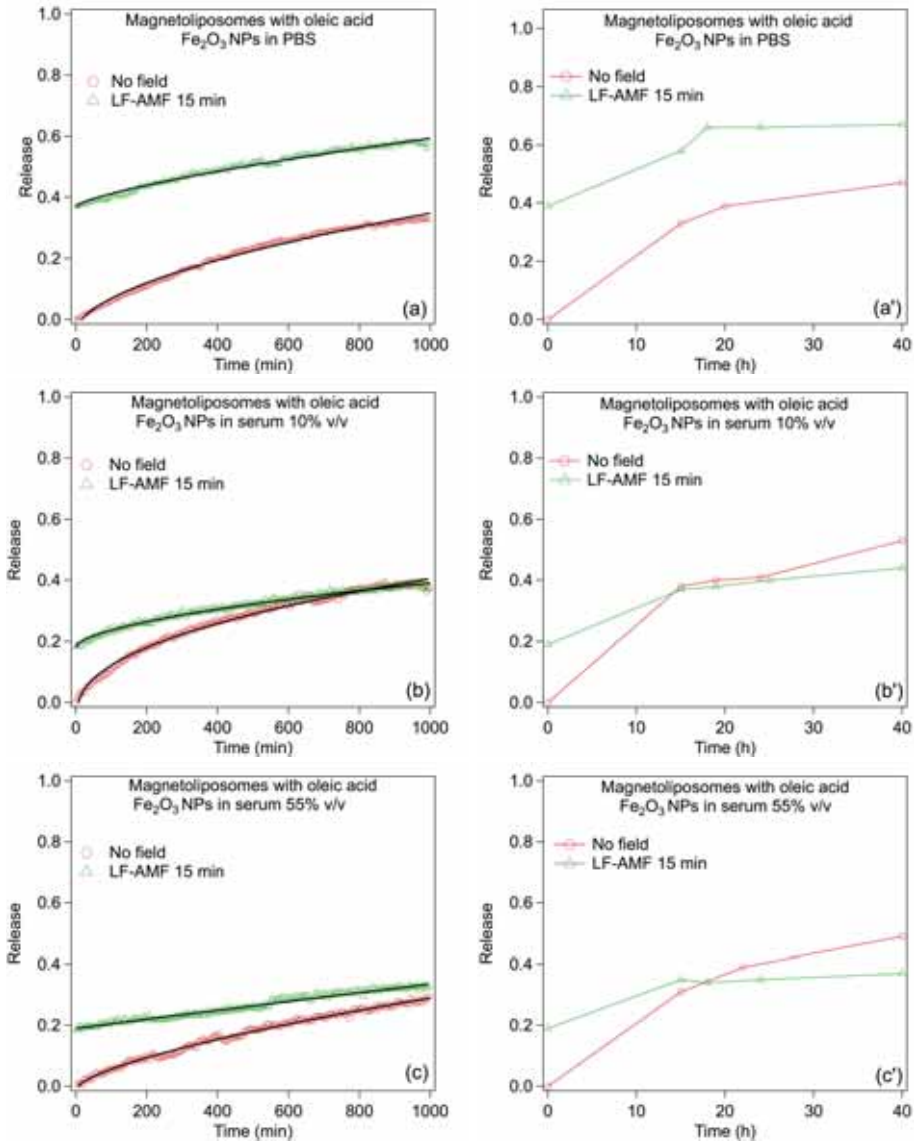 Magnetoliposomes with oleic acid
Fe₂O₃ NPs in PBS
No field
LF-AMF 15 min
1.0
0.8
0.6
0.4
0.2
0.0
Release
0 200 400 600 800 1000
Time (min)
(a)
Magnetoliposomes with oleic acid
Fe₂O₃ NPs in PBS
No field
LF-AMF 15 min
1.0
0.8
0.6
0.4
0.2
0.0
Release
0 10 20 30 40
Time (h)
(a')
Magnetoliposomes with oleic acid
Fe₂O₃ NPs in serum 10% v/v
No field
LF-AMF 15 min
1.0
0.8
0.6
0.4
0.2
0.0
Release
0 200 400 600 800 1000
Time (min)
(b)
Magnetoliposomes with oleic acid
Fe₂O₃ NPs in serum 10% v/v
No field
LF-AMF 15 min
1.0
0.8
0.6
0.4
0.2
0.0
Release
0 10 20 30 40
Time (h)
(b')
Magnetoliposomes with oleic acid
Fe₂O₃ NPs in serum 55% v/v
No field
LF-AMF 15 min
1.0
0.8
0.6
0.4
0.2
0.0
Release
0 200 400 600 800 1000
Time (min)
(c)
Magnetoliposomes with oleic acid
Fe₂O₃ NPs in serum 55% v/v
No field
LF-AMF 15 min
1.0
0.8
0.6
0.4
0.2
0.0
Release
0 10 20 30 40
Time (h)
(c')